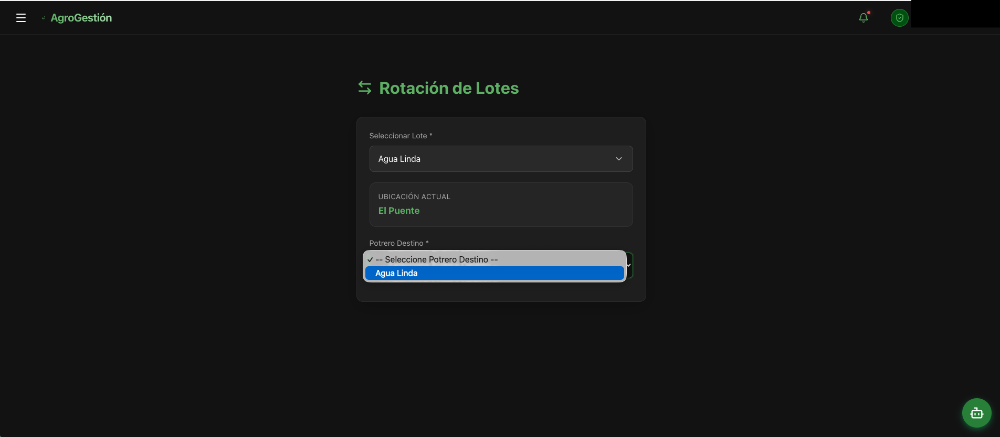 AgroGestión
Rotación de Lotes
Seleccionar Lote *
Agua Linda
UBICACIÓN ACTUAL
El Puente
Potrero Destino *
✓ -- Seleccione Potrero Destino --
Agua Linda